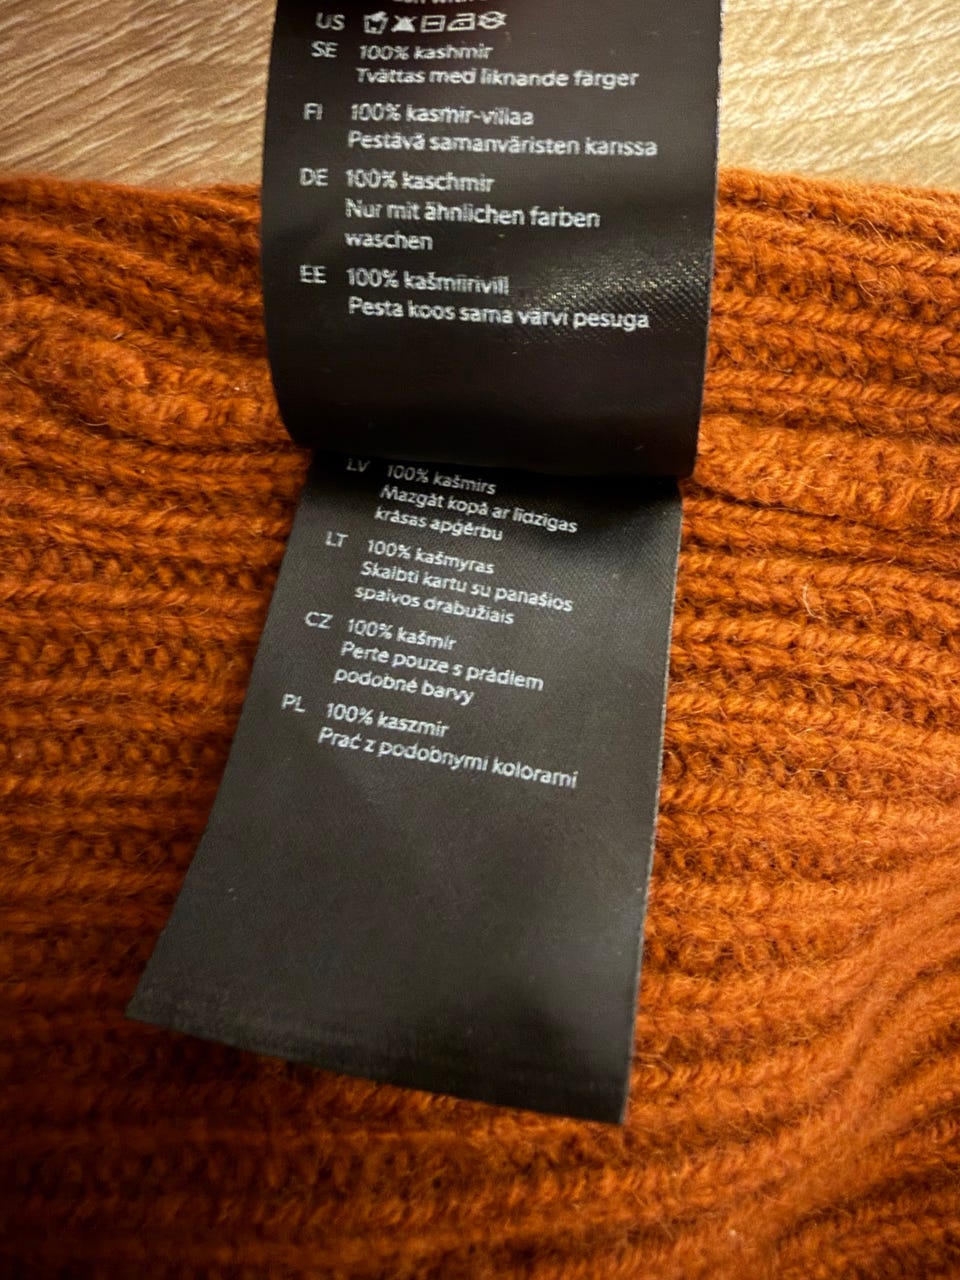 US
SE 100% kashmir
Tvättas med liknande färger
FI 100% kasmir-villaa
Pestävä samanväristen kanssa
DE 100% kaschmir
Nur mit ähnlichen farben
waschen
EE 100% kašmiirivill
Pesta koos sama värvi pesuga
LV 100% kašmirs
Mazgāt kopā ar līdzīgas
krāsas apģērbu
LT 100% kašmyras
Skalbti kartu su panašios
spalvos drabužiais
CZ 100% kašmír
Perte pouze s prádlem
podobné barvy
PL 100% kaszmir
Prać z podobnymi kolorami